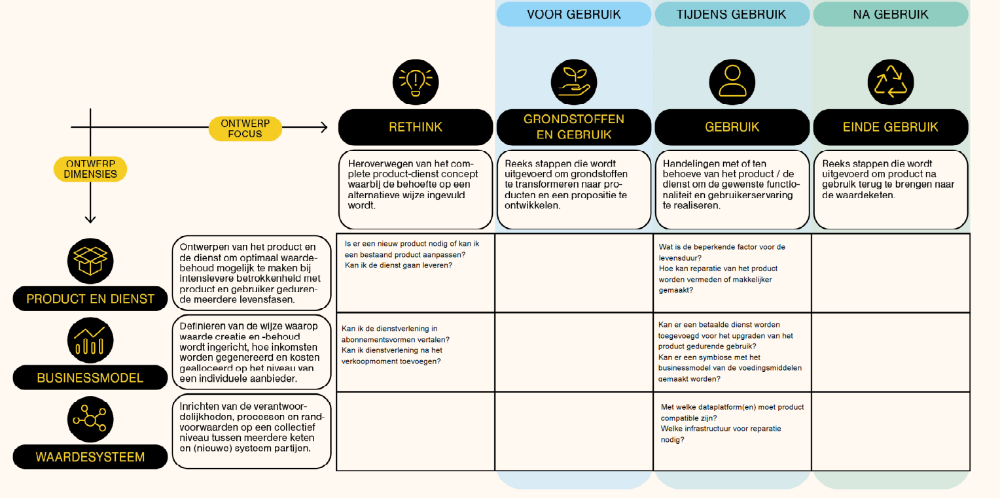 VOOR GEBRUIK
TIJDENS GEBRUIK
NA GEBRUIK
ONTWERP
FOCUS
ONTWERP
DIMENSIES
RETHINK
GRONDSTOFFEN
EN GEBRUIK
GEBRUIK
EINDE GEBRUIK
Heroverwegen van het com-
plete product-dienst concept
waarbij de behoefte op een
alternatieve wijze ingevuld
wordt.
Reeks stappen die wordt
uitgevoerd om grondstoffen
te transformeren naar pro-
ducten en een propositie te
ontwikkelen.
Handelingen met of ten
behoeve van het product / de
dienst om de gewenste functio-
naliteit en gebruikerservaring
te realiseren.
Reeks stappen die wordt
uitgevoerd om product na
gebruik terug te brengen naar
de waardeketen.
PRODUCT EN DIENST
Ontwerpen van het product en
de dienst om optimaal waarde-
behoud mogelijk te maken bij
intensievere betrokkenheid met
product en gebruiker geduren-
de meerdere levensfasen.
Is er een nieuw product nodig of kan ik
een bestaand product aanpassen?
Kan ik de dienst gaan leveren?
Wat is de beperkende factor voor de
levensduur?
Hoe kan reparatie van het product
worden vermeden of makkelijker
gemaakt?
BUSINESSMODEL
Definiëren van de wijze waarop
waarde creatie en -behoud
wordt ingericht, hoe inkomsten
worden gegenereerd en kosten
gealloceerd op het niveau van
een individuele aanbieder.
Kan ik de dienstverlening in
abonnementsvormen vertalen?
Kan ik dienstverlening na het
verkoopmoment toevoegen?
Kan er een betaalde dienst worden
toegevoegd voor het upgraden van het
product gedurende gebruik?
Kan er een symbiose met het
businessmodel van de voedingsmiddelen
gemaakt worden?
WAARDESYSTEEM
Inrichten van de verantwoor-
delijkheden, processen en rand-
voorwaarden op een collectief
niveau tussen meerdere keten
en (nieuwe) systeem partijen.
Met welke dataplatform(en) moet product
compatible zijn?
Welke infrastructuur voor reparatie
nodig?